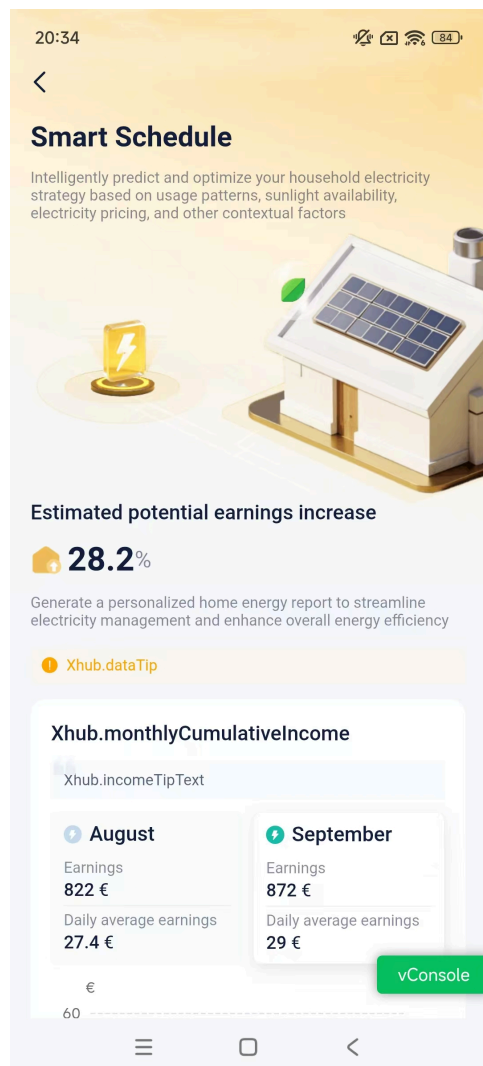 20:34
84
Smart Schedule
Intelligently predict and optimize your household electricity
strategy based on usage patterns, sunlight availability,
electricity pricing, and other contextual factors
Estimated potential earnings increase
28.2%
Generate a personalized home energy report to streamline
electricity management and enhance overall energy efficiency
Xhub.dataTip
Xhub.monthlyCumulativeIncome
Xhub.incomeTipText
August
Earnings
822 €
Daily average earnings
27.4 €
September
Earnings
872 €
Daily average earnings
29 €
vConsole
€
60